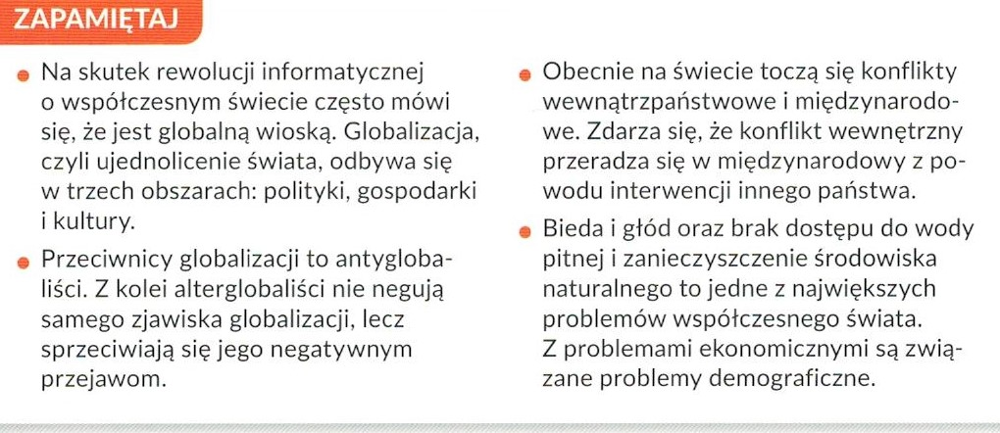 ZAPAMIĘTAJ
Na skutek rewolucji informatycznej
o współczesnym świecie często mówi
się, że jest globalną wioską. Globalizacja,
czyli ujednolicenie świata, odbywa się
w trzech obszarach: polityki, gospodarki
i kultury.
Przeciwnicy globalizacji to antygloba-
liści. Z kolei alterglobaliści nie negują
samego zjawiska globalizacji, lecz
sprzeciwiają się jego negatywnym
przejawom.
Obecnie na świecie toczą się konflikty
wewnątrzpaństwowe i międzynarodo-
we. Zdarza się, że konflikt wewnętrzny
przeradza się w międzynarodowy z po-
wodu interwencji innego państwa.
Bieda i głód oraz brak dostępu do wody
pitnej i zanieczyszczenie środowiska
naturalnego to jedne z największych
problemów współczesnego świata.
Z problemami ekonomicznymi są zwią-
zane problemy demograficzne.